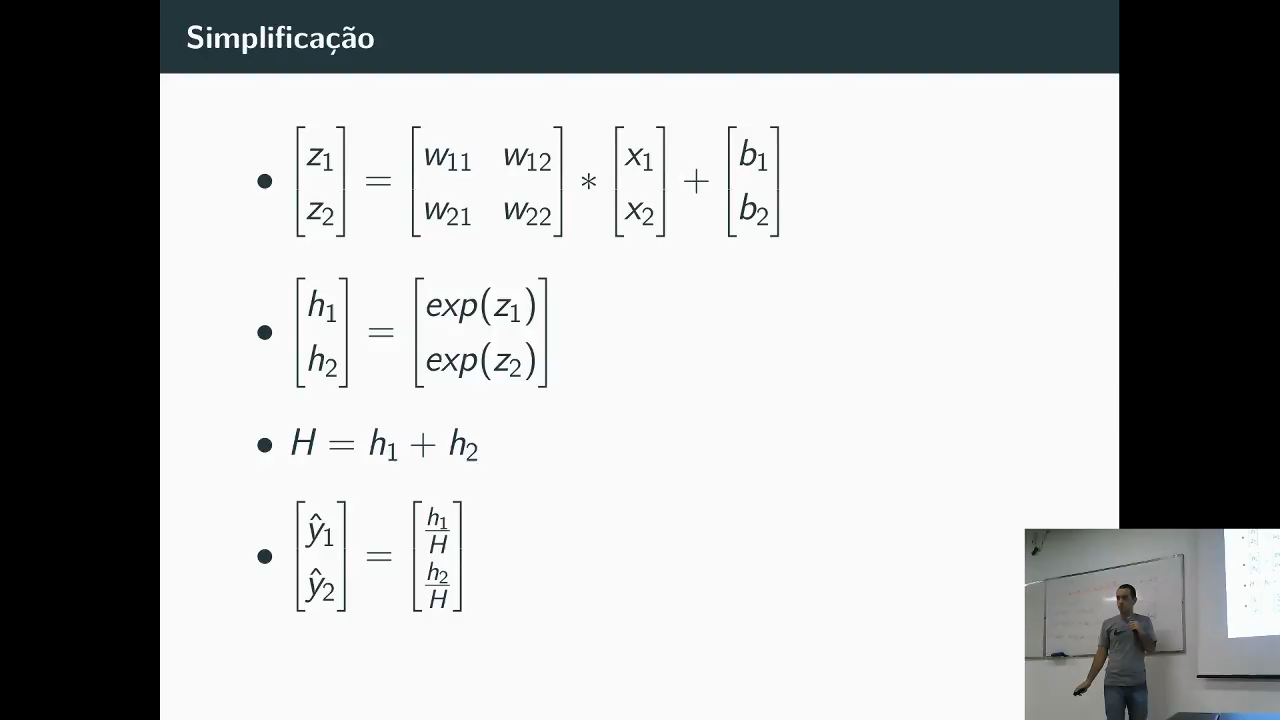 Simplificação
• [z₁ z₂] = [w₁₁ w₁₂ w₂₁ w₂₂] * [x₁ x₂] + [b₁ b₂]
• [h₁ h₂] = [exp(z₁) exp(z₂)]
• H = h₁ + h₂
• [ŷ₁ ŷ₂] = [h₁/H h₂/H]